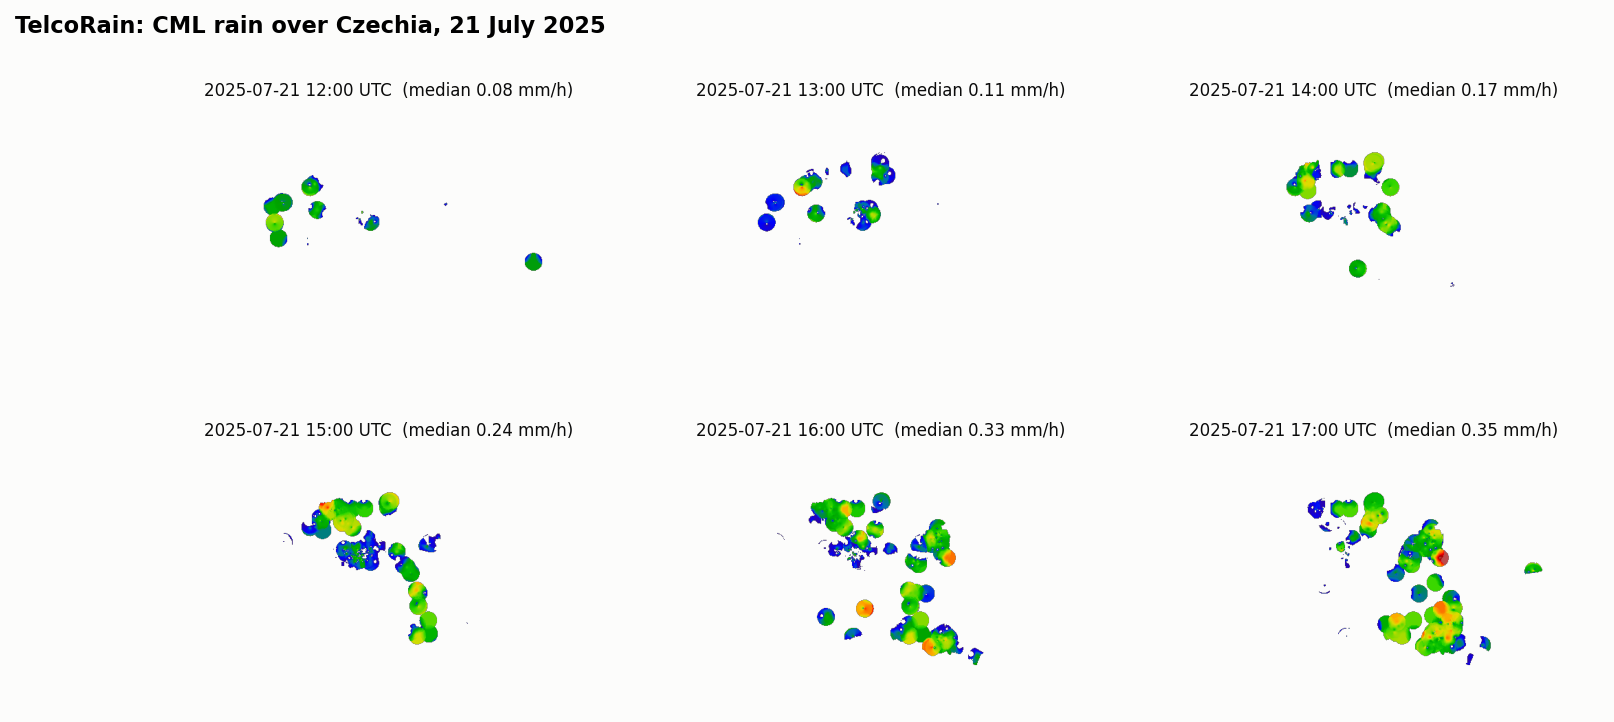 TelcoRain: CML rain over Czechia, 21 July 2025
2025-07-21 12:00 UTC  (median 0.08 mm/h)
2025-07-21 13:00 UTC  (median 0.11 mm/h)
2025-07-21 14:00 UTC  (median 0.17 mm/h)
2025-07-21 15:00 UTC  (median 0.24 mm/h)
2025-07-21 16:00 UTC  (median 0.33 mm/h)
2025-07-21 17:00 UTC  (median 0.35 mm/h)